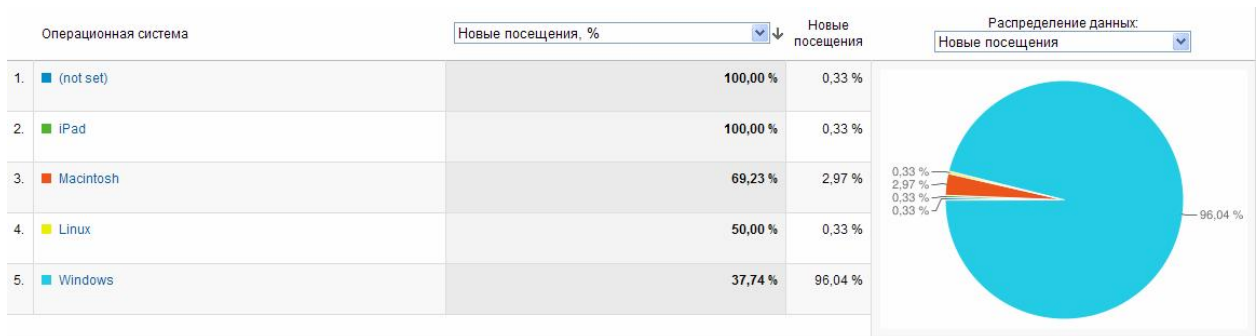 Операционная система
Новые посещения, %
Новые
посещения
Распределение данных:
Новые посещения
1. (not set) 100,00 % 0,33 %
2. iPad 100,00 % 0,33 %
3. Macintosh 69,23 % 2,97 %
4. Linux 50,00 % 0,33 %
5. Windows 37,74 % 96,04 %
0,33 %
2,97 %
0,33 %
0,33 %
96,04 %